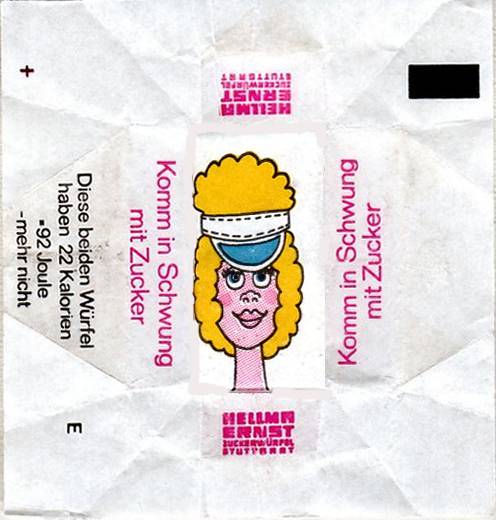 +
HELLMA
ERNST
ZUCKERWÜRFEL
STUTTGART
Diese beiden Würfel
haben 22 Kalorien
=92 Joule
-mehr nicht
Komm in Schwung
mit Zucker
Komm in Schwung
mit Zucker
E
HELLMA
ERNST
ZUCKERWÜRFEL
STUTTGART